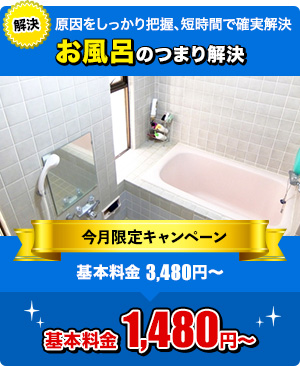 解決
原因をしっかり把握、短時間で確実解決
お風呂のつまり解決
今月限定キャンペーン
基本料金 3,480円〜
基本料金 1,480円〜